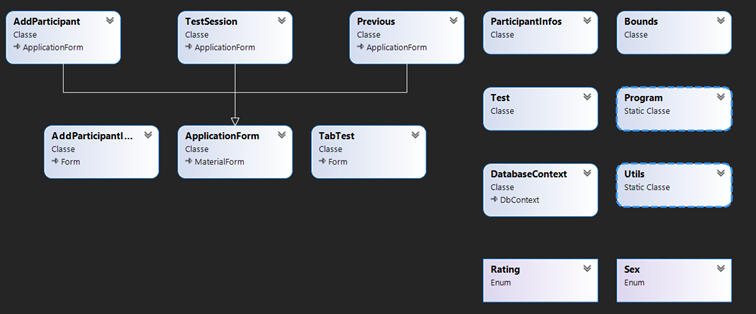 AddParticipant
Classe
ApplicationForm
TestSession
Classe
ApplicationForm
Previous
Classe
ApplicationForm
ParticipantInfos
Classe
Bounds
Classe
Test
Classe
Program
Static Classe
AddParticipantI...
Classe
Form
ApplicationForm
Classe
MaterialForm
TabTest
Classe
Form
DatabaseContext
Classe
DbContext
Utils
Static Classe
Rating
Enum
Sex
Enum